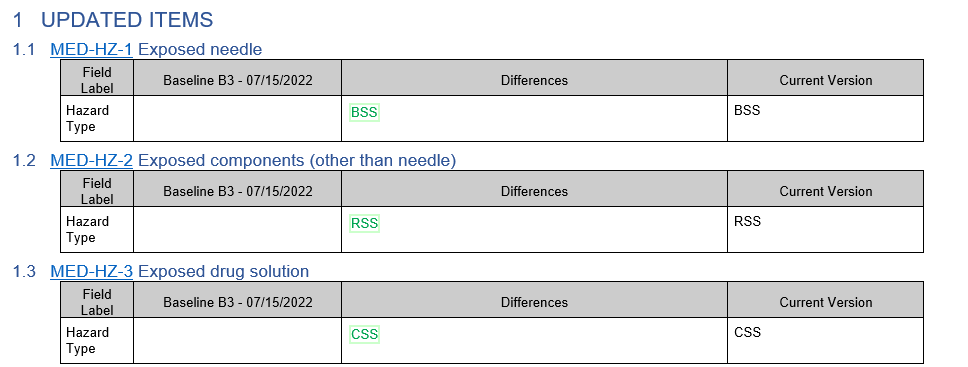 1 UPDATED ITEMS
1.1 MED-HZ-1 Exposed needle
Field Label Baseline B3 - 07/15/2022 Differences Current Version
Hazard Type BSS BSS
1.2 MED-HZ-2 Exposed components (other than needle)
Field Label Baseline B3 - 07/15/2022 Differences Current Version
Hazard Type RSS RSS
1.3 MED-HZ-3 Exposed drug solution
Field Label Baseline B3 - 07/15/2022 Differences Current Version
Hazard Type CSS CSS